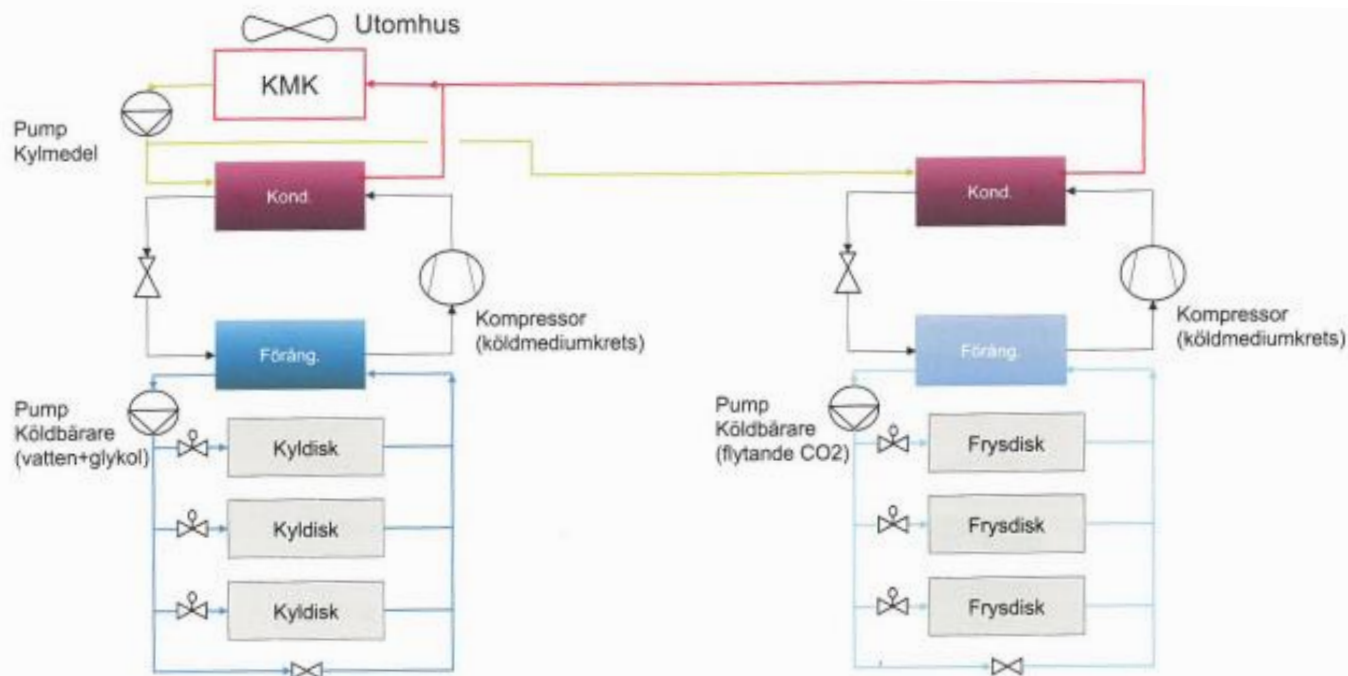 Utomhus
KMK
Pump
Kylmedel
Kond.
Kond.
Kompressor
(köldmediumkrets)
Kompressor
(köldmediumkrets)
Föräng.
Föräng.
Pump
Köldbärare
(vatten+glykol)
Pump
Köldbärare
(flytande CO2)
Kyldisk
Frysdisk
Kyldisk
Frysdisk
Kyldisk
Frysdisk